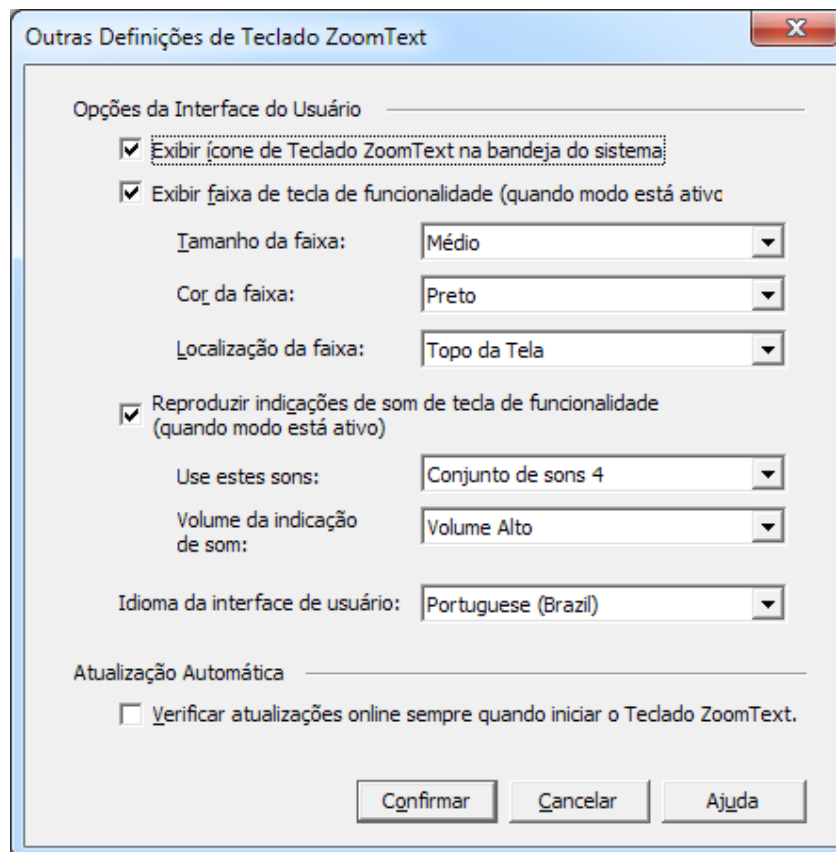 Outras Definições de Teclado ZoomText
Opções da Interface do Usuário
Exibir ícone de Teclado ZoomText na bandeja do sistema
Exibir faixa de tecla de funcionalidade (quando modo está ativo
Tamanho da faixa: Médio
Cor da faixa: Preto
Localização da faixa: Topo da Tela
Reproduzir indicações de som de tecla de funcionalidade
(quando modo está ativo)
Use estes sons: Conjunto de sons 4
Volume da indicação
de som: Volume Alto
Idioma da interface de usuário: Portuguese (Brazil)
Atualização Automática
Verificar atualizações online sempre quando iniciar o Teclado ZoomText.
Confirmar Cancelar Ajuda